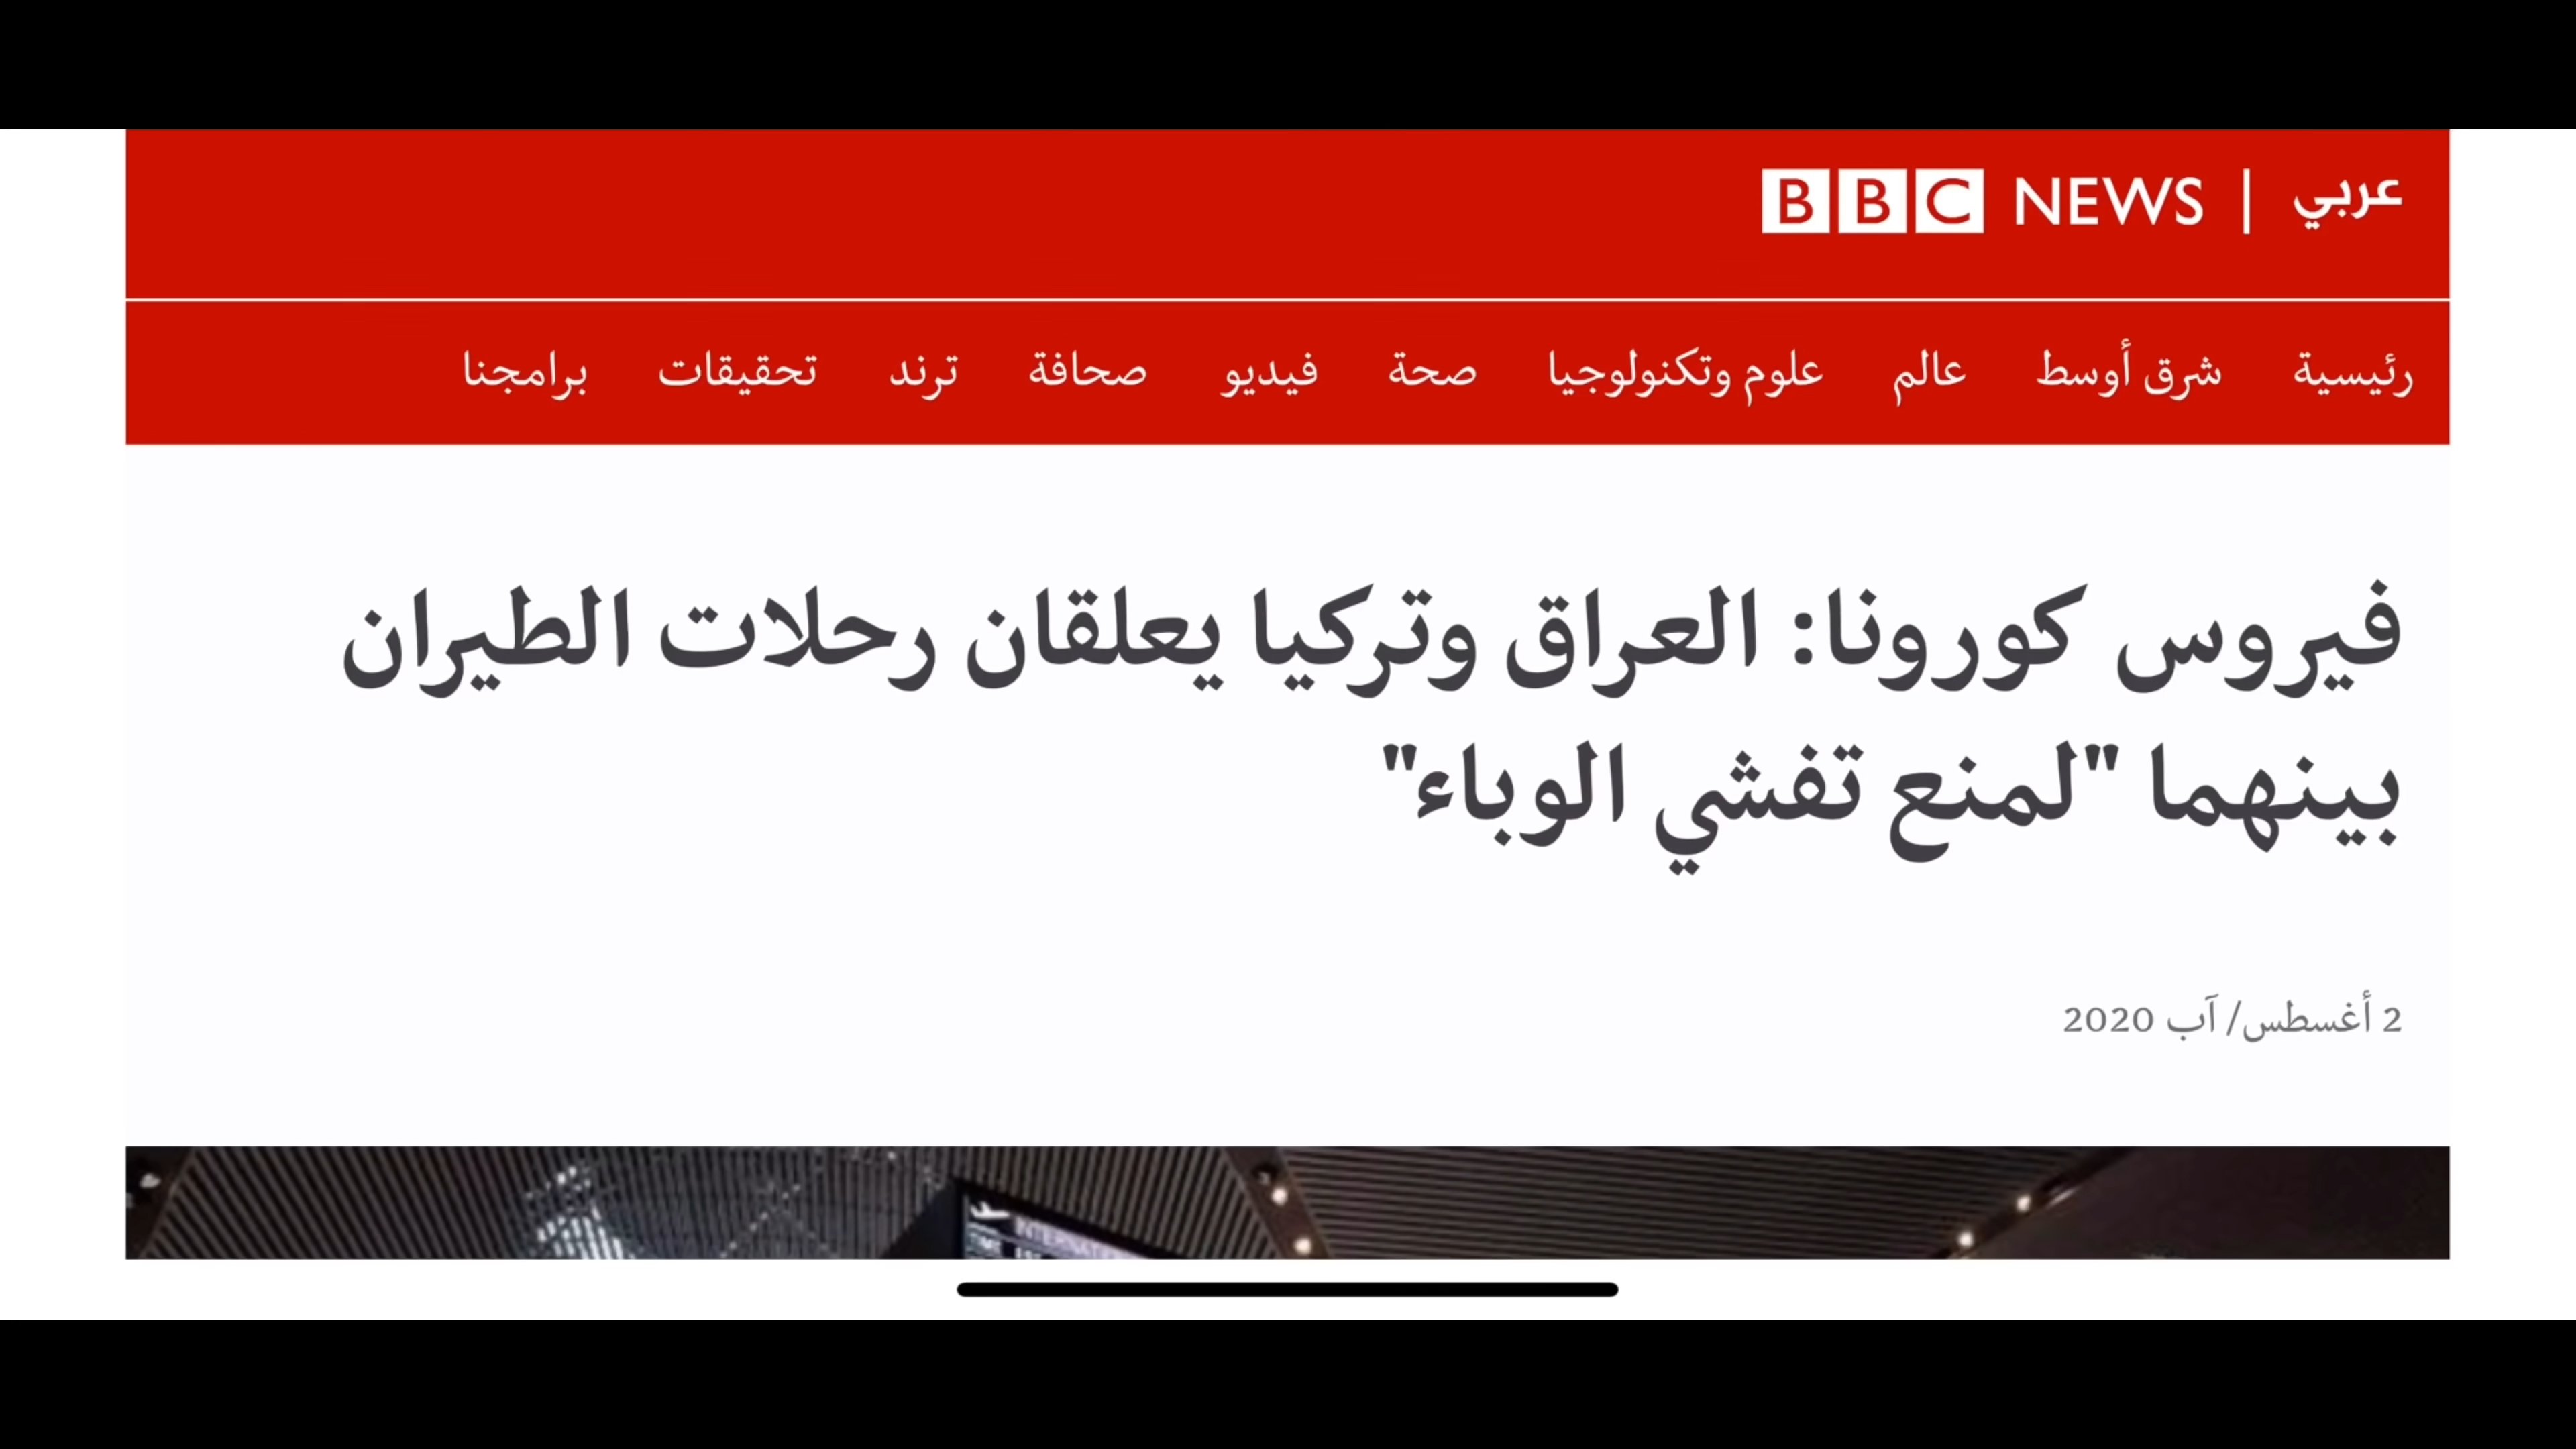 BBC NEWS | عربي
رئيسية شرق أوسط عالم علوم وتكنولوجيا صحة فيديو صحافة ترند تحقيقات برامجنا
فيروس كورونا: العراق وتركيا يعلقان رحلات الطيران
بينهما "لمنع تفشي الوباء"
2 أغسطس/ آب 2020